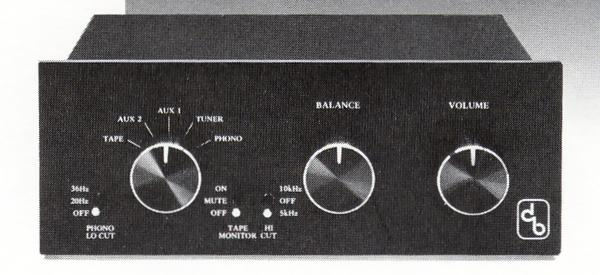 BALANCE
VOLUME
AUX 1
AUX 2
TUNER
TAPE
PHONO
36Hz
20Hz
OFF
PHONO
LO CUT
ON
MUTE
OFF
TAPE
MONITOR
10kHz
OFF
5kHz
HI
CUT
db